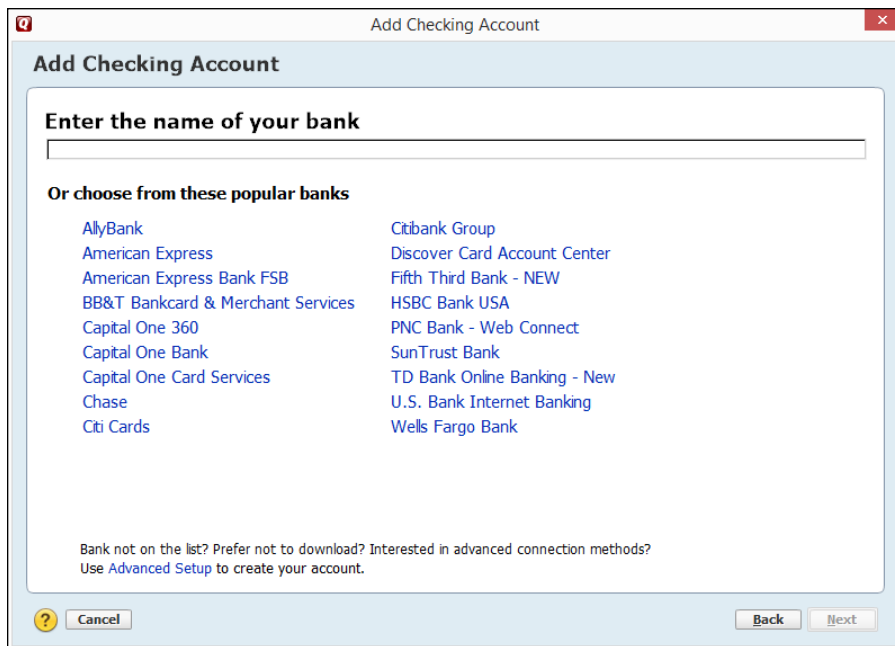 Add Checking Account
Add Checking Account
Enter the name of your bank
Or choose from these popular banks
AllyBank
American Express
American Express Bank FSB
BB&T Bankcard & Merchant Services
Capital One 360
Capital One Bank
Capital One Card Services
Chase
Citi Cards
Citibank Group
Discover Card Account Center
Fifth Third Bank - NEW
HSBC Bank USA
PNC Bank - Web Connect
SunTrust Bank
TD Bank Online Banking - New
U.S. Bank Internet Banking
Wells Fargo Bank
Bank not on the list? Prefer not to download? Interested in advanced connection methods?
Use Advanced Setup to create your account.
? Cancel Back Next